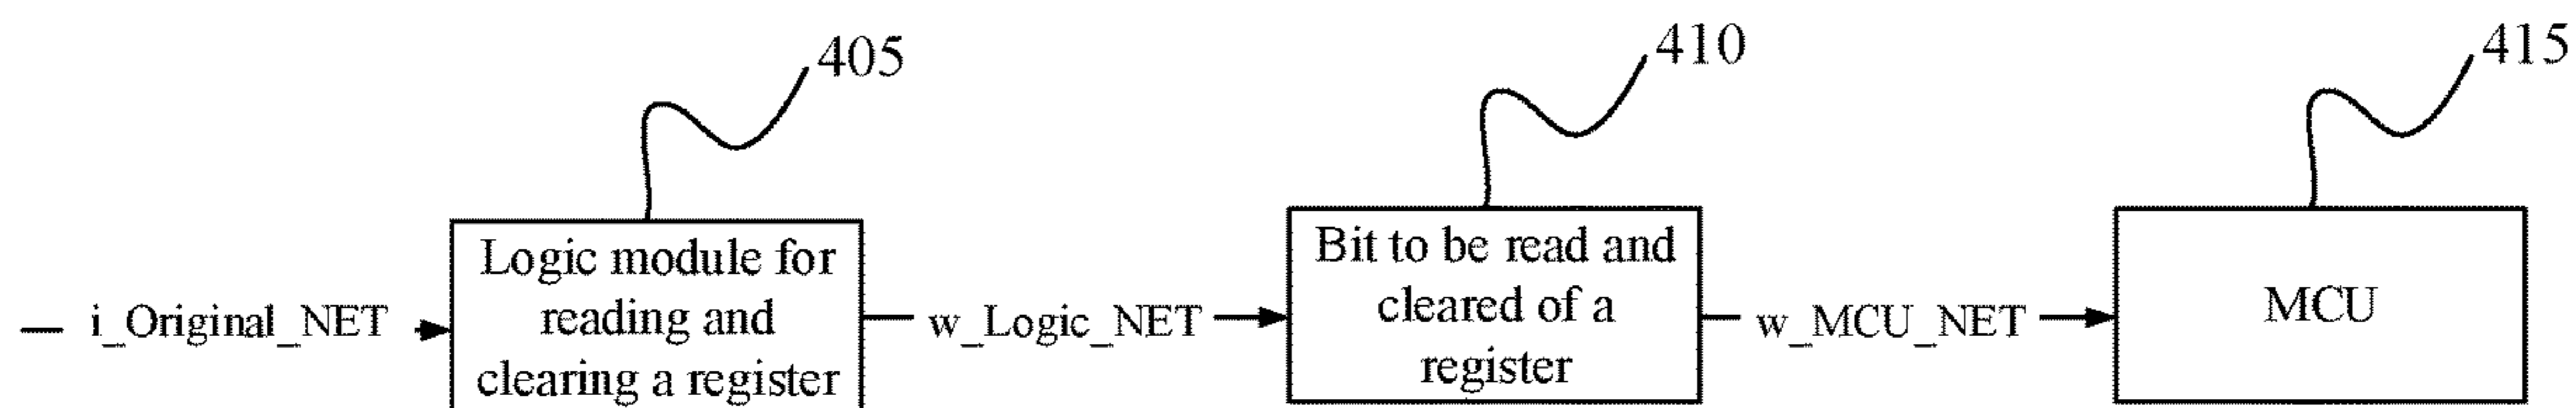 405
410
415
i_Original_NET
Logic module for
reading and
clearing a register
w_Logic_NET
Bit to be read and
cleared of a
register
w_MCU_NET
MCU